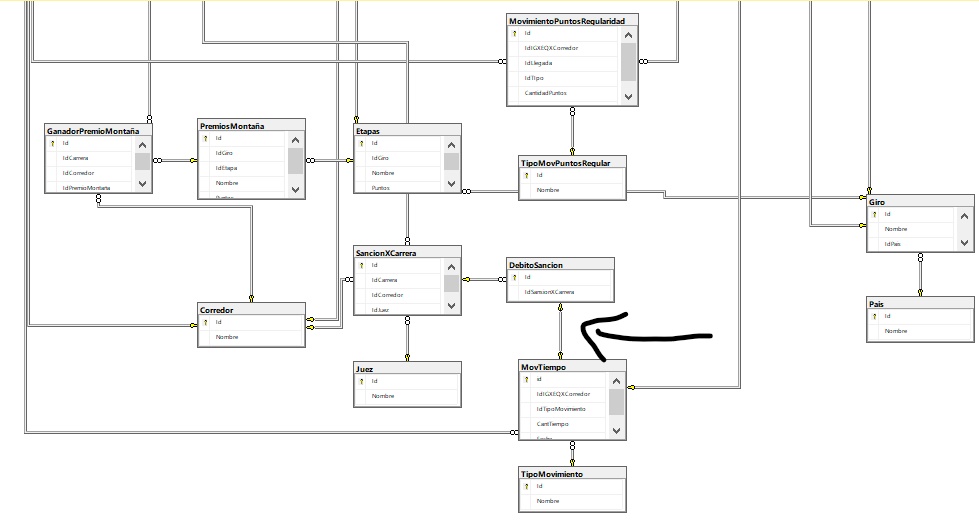 MovimientoPuntosRegularidad
Id
IdIGXEQXCorredor
IdLlegada
IdTipo
CantidadPuntos
GanadorPremioMontaña
Id
IdCarrera
IdCorredor
IdPremioMontaña
PremiosMontaña
Id
IdGiro
IdEtapa
Nombre
Puntos
Etapas
Id
IdGiro
Nombre
Puntos
TipoMovPuntosRegular
Id
Nombre
Giro
Id
Nombre
IdPais
SancionXCarrera
Id
IdCarrera
IdCorredor
IdJuez
DebitoSancion
Id
IdSansionXCarrera
Corredor
Id
Nombre
Pais
Id
Nombre
Juez
Id
Nombre
MovTiempo
id
IdIGXEQXCorredor
IdTipoMovimiento
CantTiempo
Fecha
TipoMovimiento
Id
Nombre